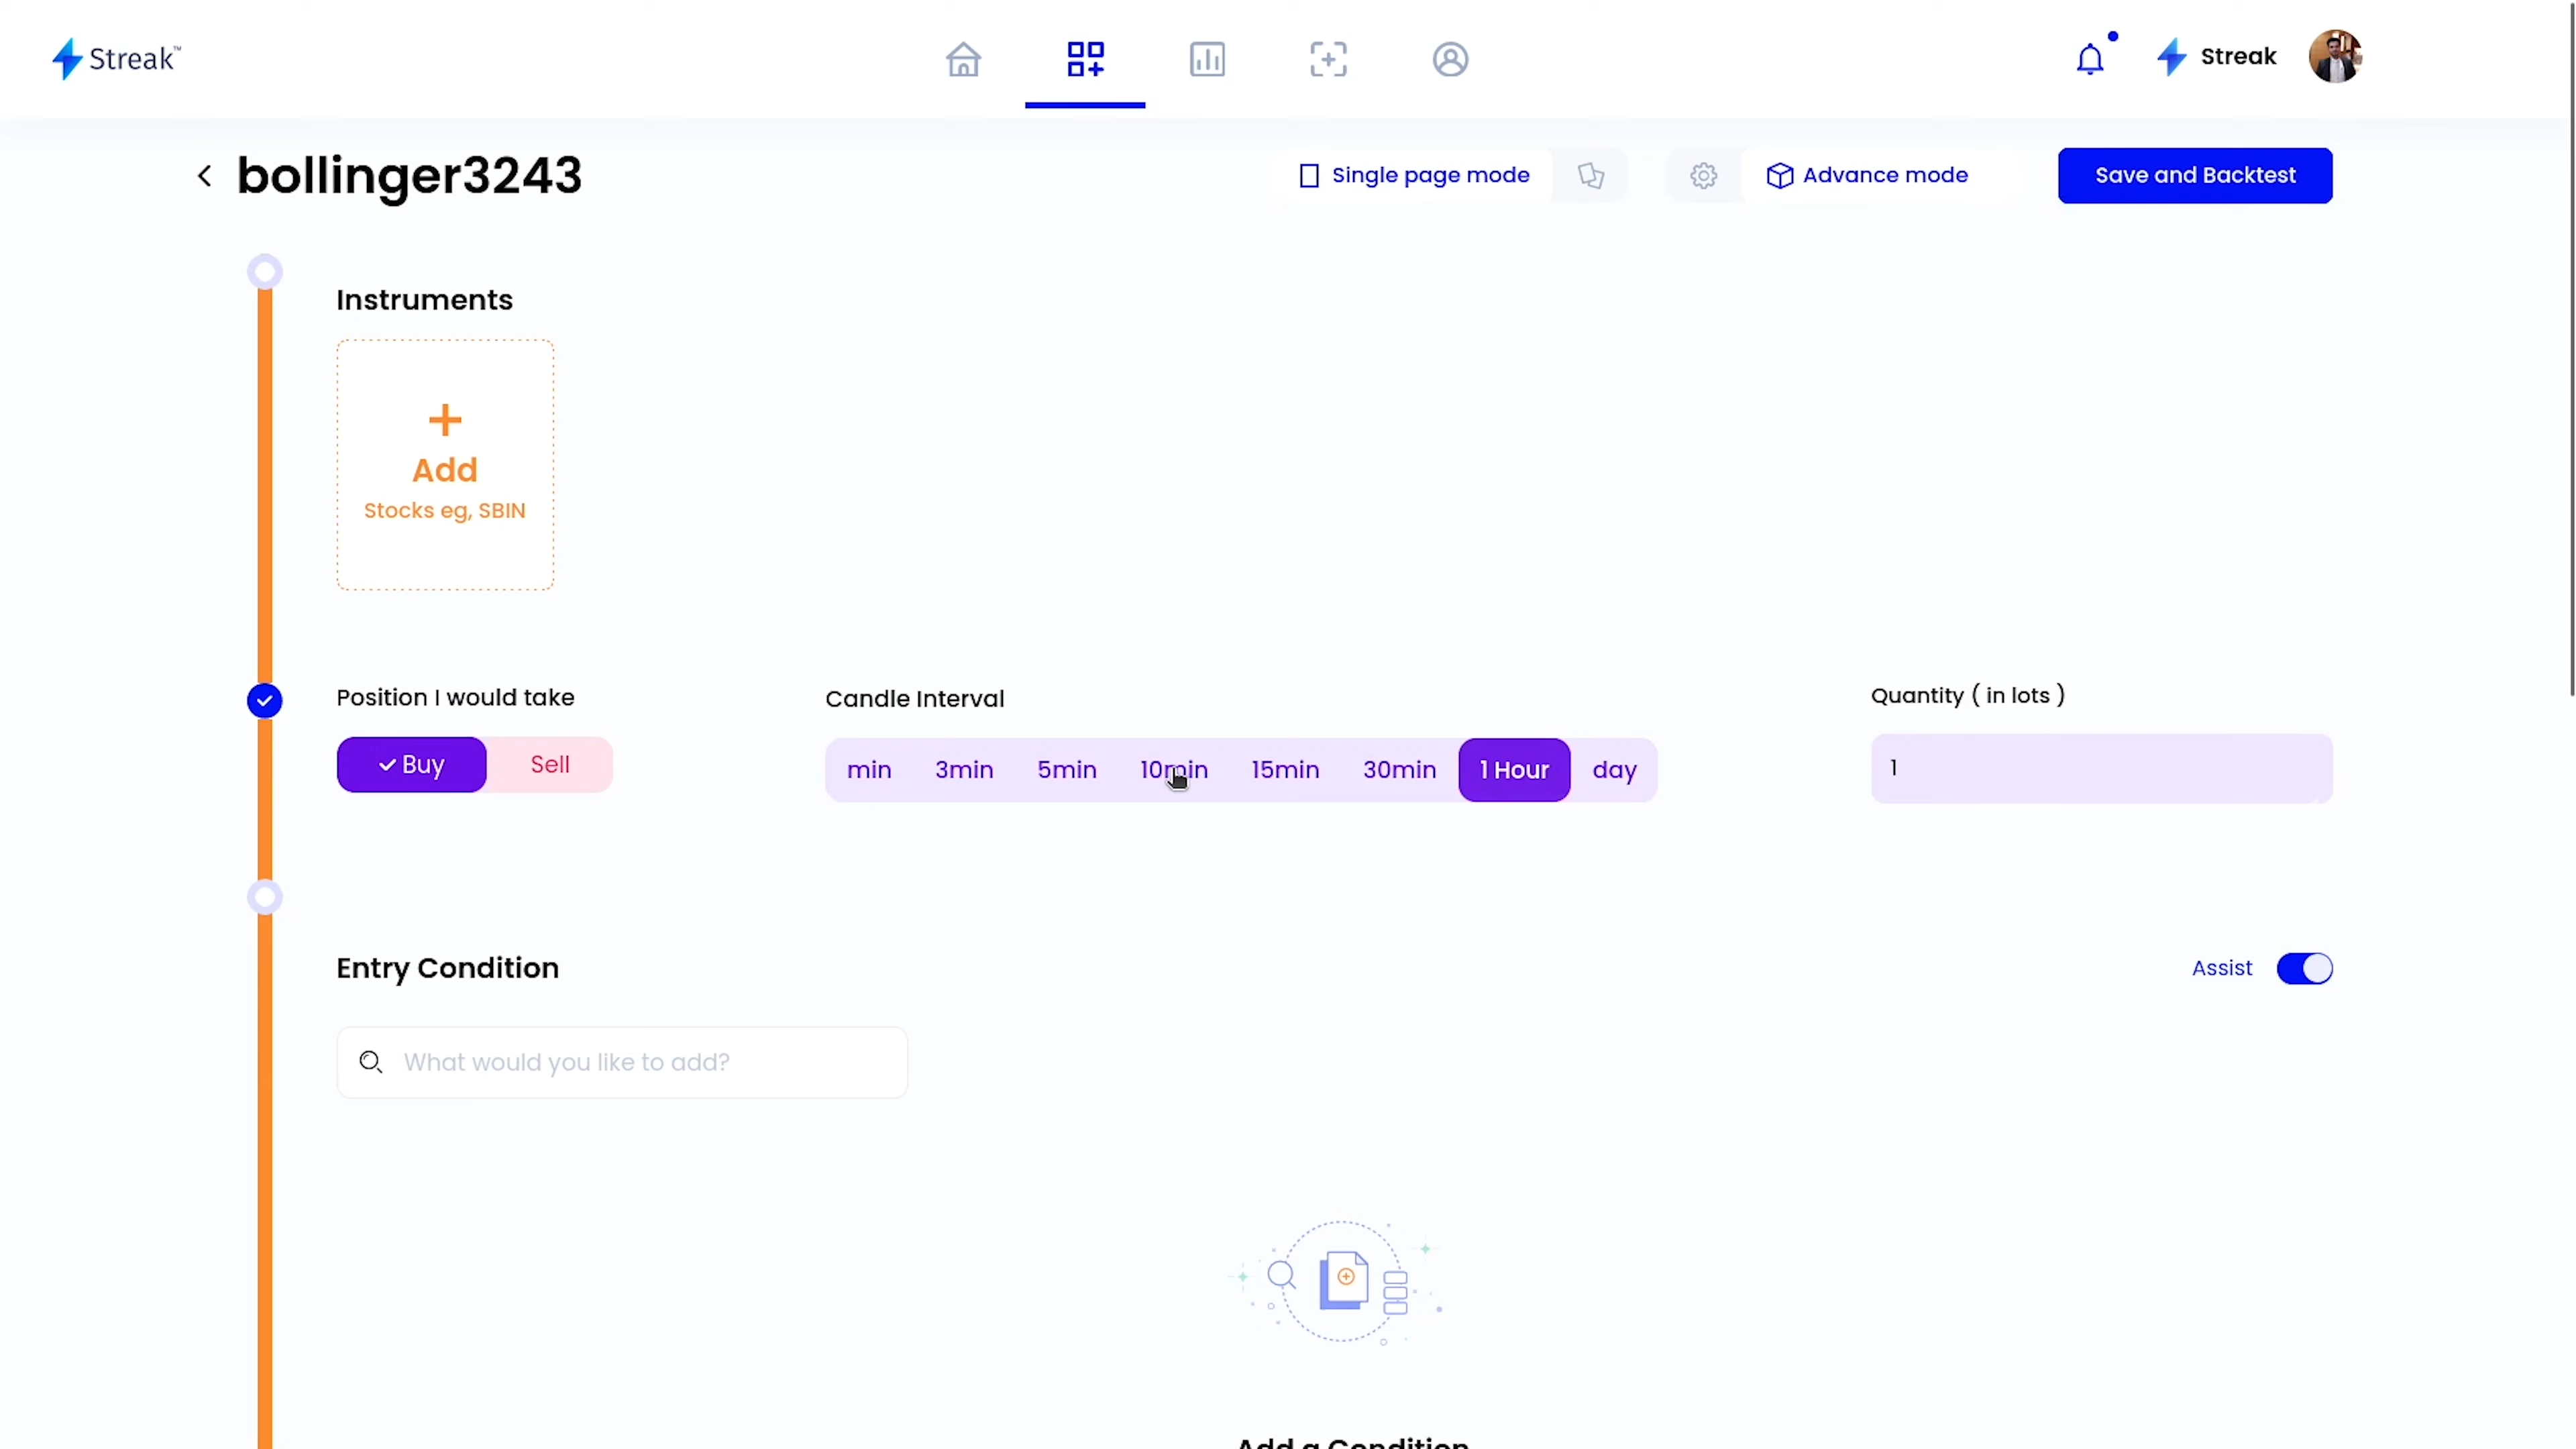 Streak™
Streak
bollinger3243
Single page mode
Advance mode
Save and Backtest
Instruments
+
Add
Stocks eg, SBIN
Position I would take
Candle Interval
Quantity ( in lots )
Buy
Sell
min
3min
5min
10min
15min
30min
1 Hour
day
1
Entry Condition
Assist
What would you like to add?
Add a Condition